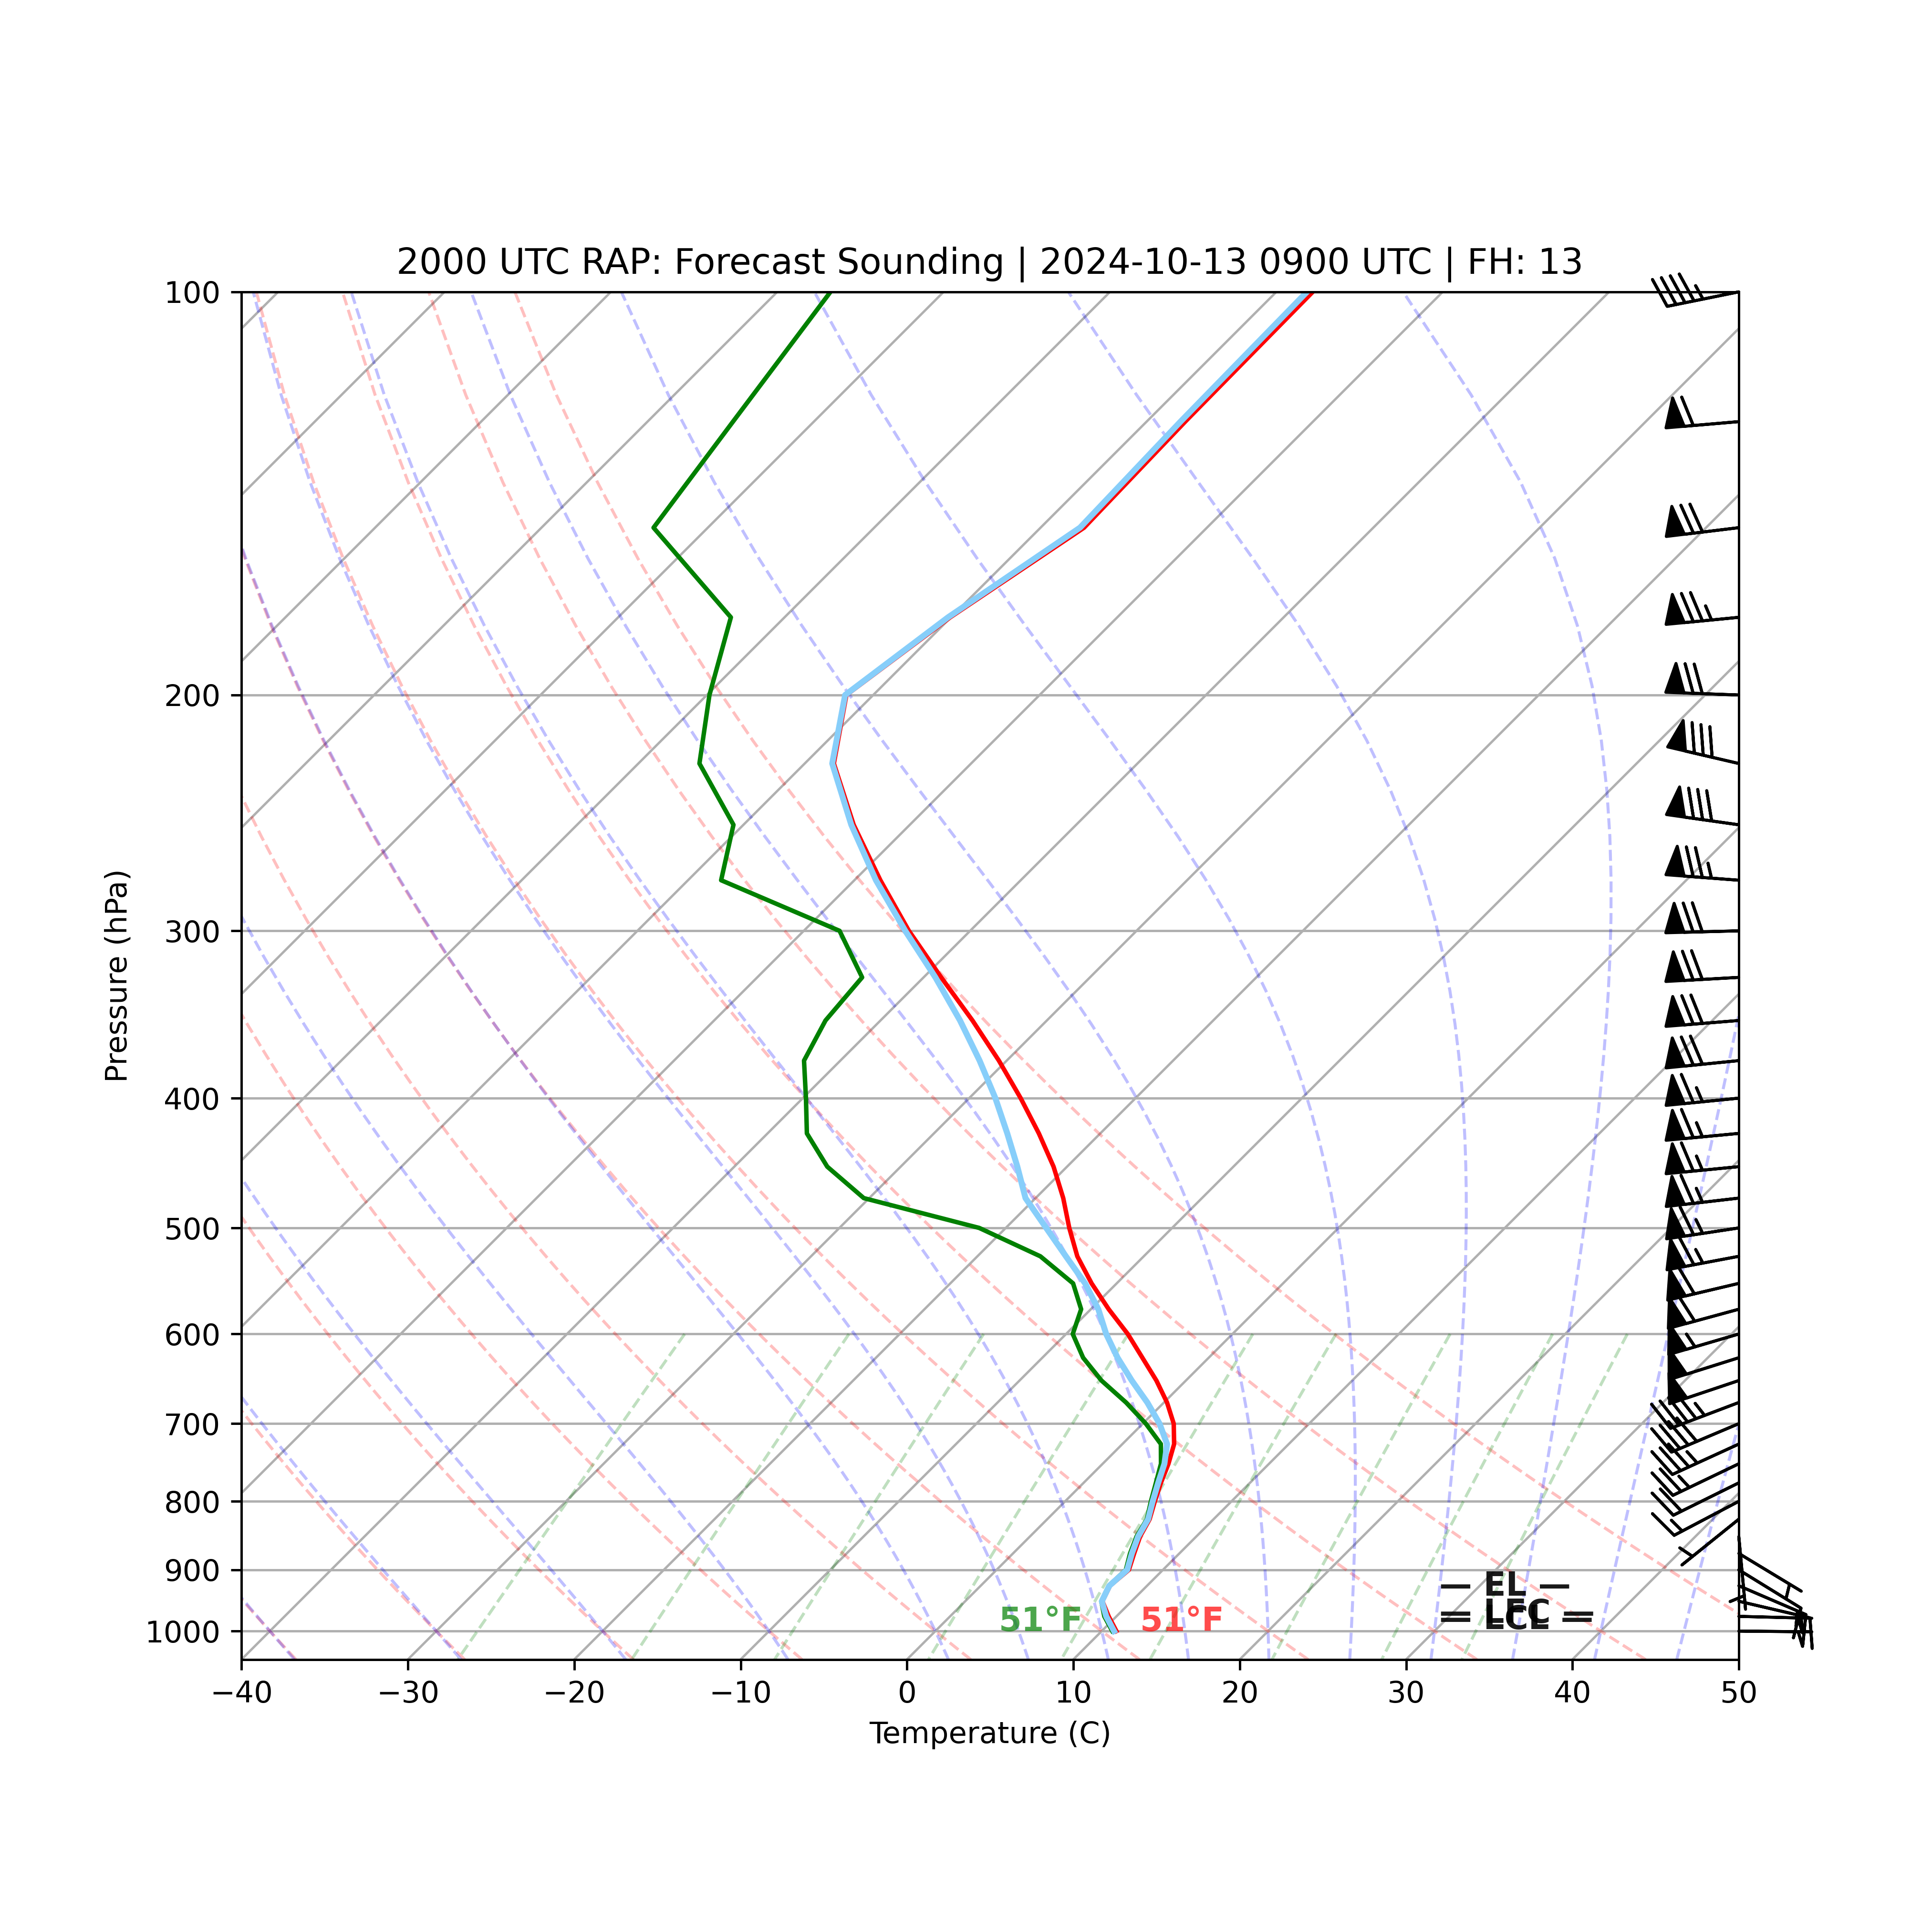 2000 UTC RAP: Forecast Sounding | 2024-10-13 0900 UTC | FH: 13
100
200
300
400
500
600
700
800
900
1000
Pressure (hPa)
— EL —
51°F 51°F
−40 −30 −20 −10 0 10 20 30 40 50
Temperature (C)